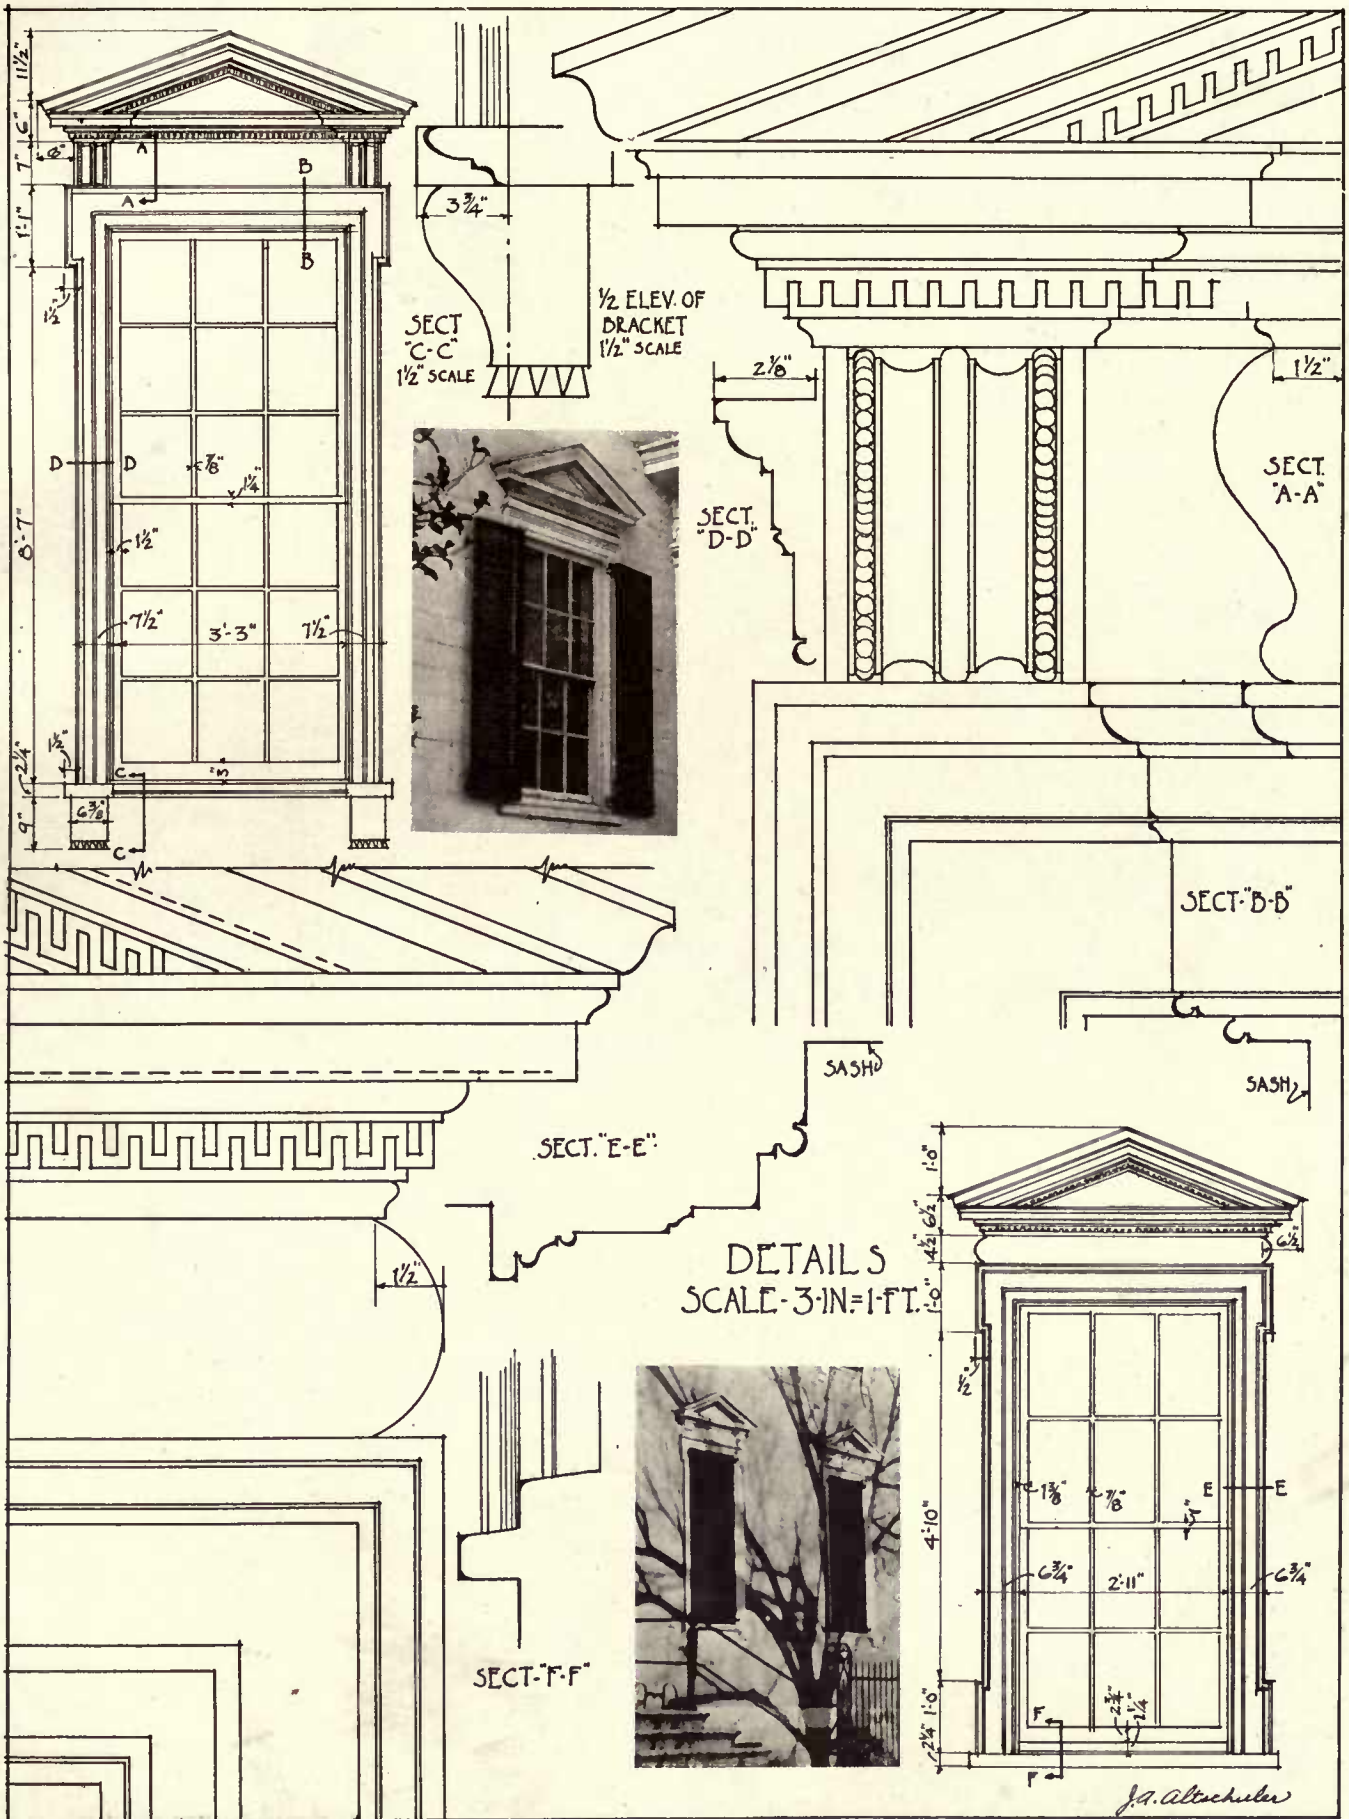 11½"
6"
7"
8"
1'-1"
1½"
8'-7"
2¼"
9"
A
A
B
B
D
D
⅞"
1¼"
1½"
7½"
3'-3"
7½"
1½"
3"
C
6⅜"
C
3¾"
SECT
"C-C"
1½" SCALE
½ ELEV. OF
BRACKET
1½" SCALE
2⅞"
SECT.
"D-D"
1½"
SECT.
"A-A"
SECT-"B-B"
SASH
SASH
SECT. "E-E"
1½"
DETAILS
SCALE-3-IN.=1-FT.
SECT-"F-F"
1'-0"
6½"
4½"
6½"
1'-0"
½"
4'-10"
1⅜"
⅞"
E
E
6¾"
2'-11"
6¾"
1'-0"
2¼"
F
F
J.A. Altschuler